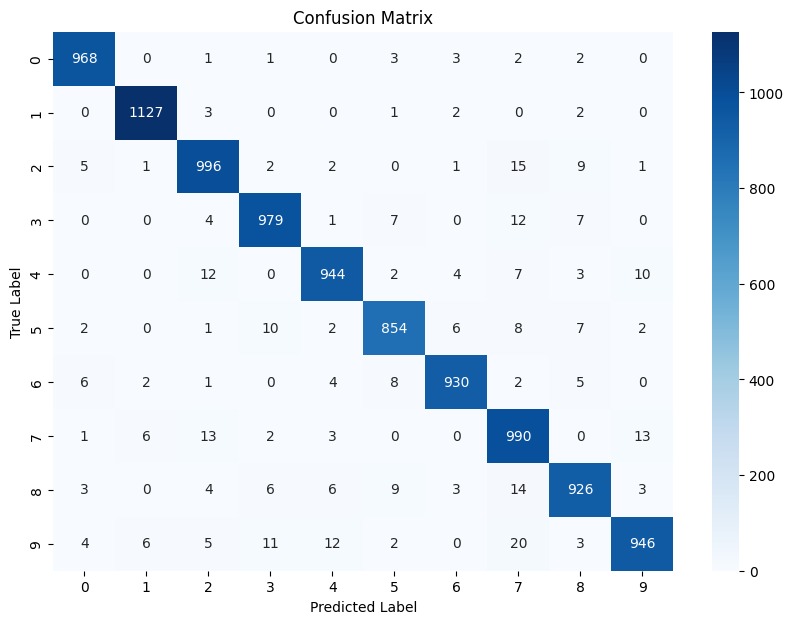 Confusion Matrix
True Label
0 968 0 1 1 0 3 3 2 2 0
1 0 1127 3 0 0 1 2 0 2 0
2 5 1 996 2 2 0 1 15 9 1
3 0 0 4 979 1 7 0 12 7 0
4 0 0 12 0 944 2 4 7 3 10
5 2 0 1 10 2 854 6 8 7 2
6 6 2 1 0 4 8 930 2 5 0
7 1 6 13 2 3 0 0 990 0 13
8 3 0 4 6 6 9 3 14 926 3
9 4 6 5 11 12 2 0 20 3 946
0 1 2 3 4 5 6 7 8 9
Predicted Label
1000
800
600
400
200
0